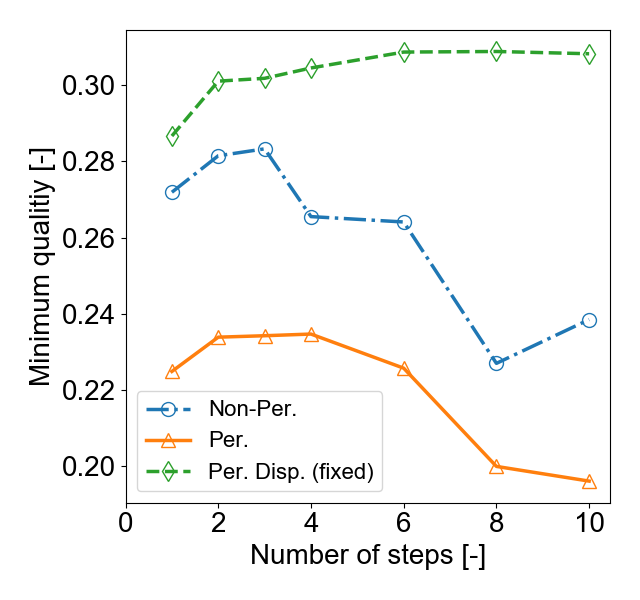 0.30
0.28
0.26
0.24
0.22
0.20
Minimum qualitiy [-]
Non-Per.
Per.
Per. Disp. (fixed)
0 2 4 6 8 10
Number of steps [-]